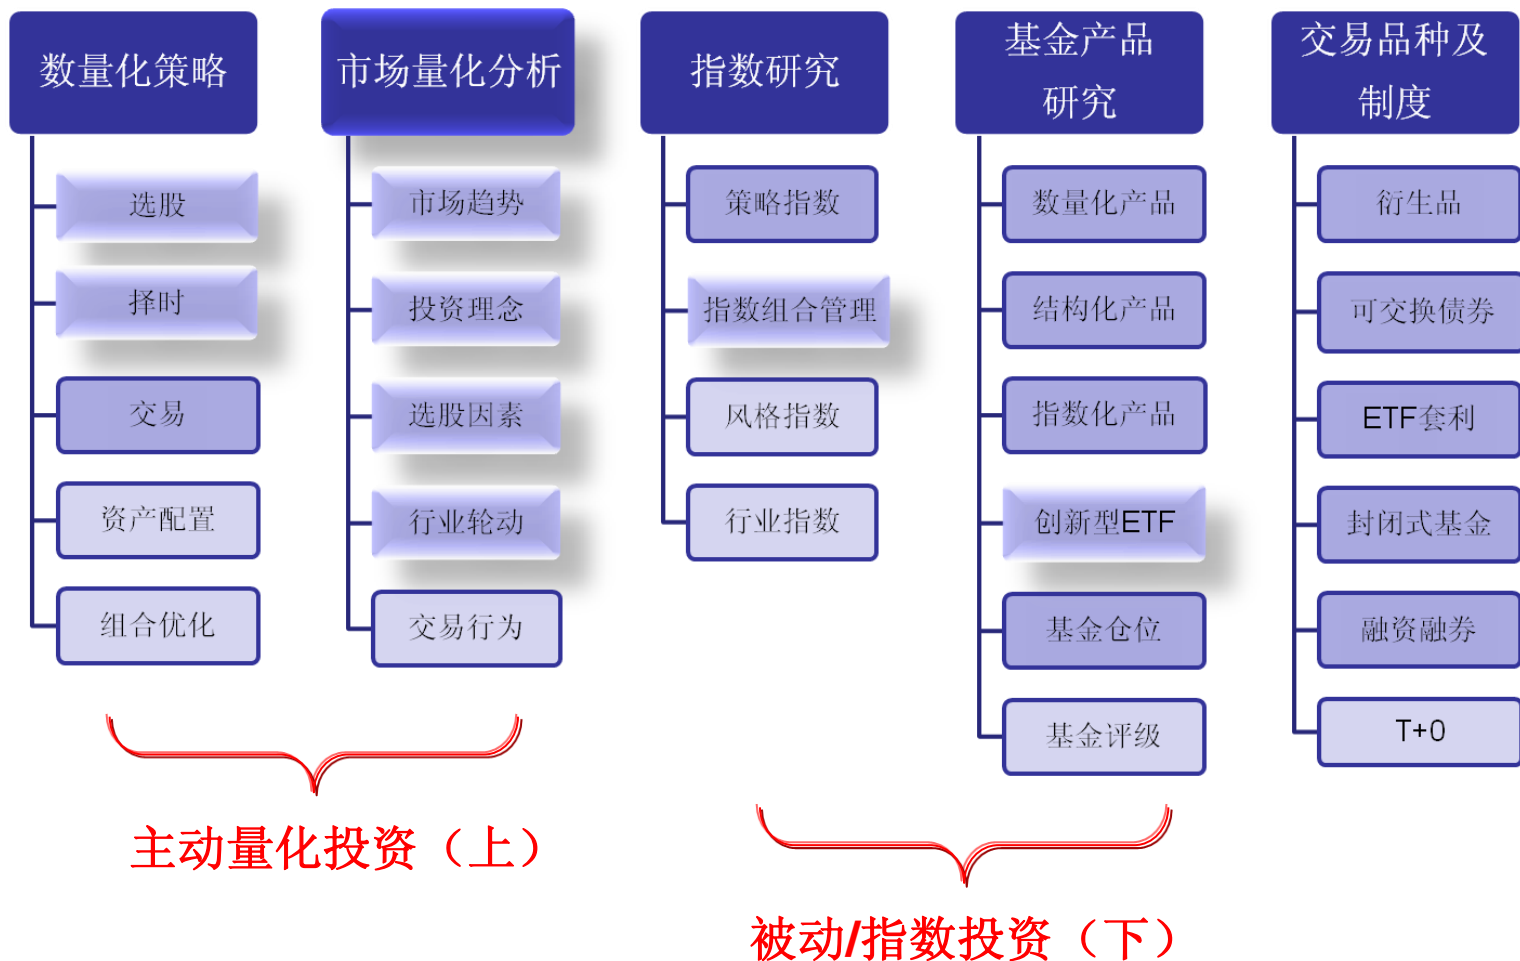 数量化策略
选股
择时
交易
资产配置
组合优化
市场量化分析
市场趋势
投资理念
选股因素
行业轮动
交易行为
指数研究
策略指数
指数组合管理
风格指数
行业指数
基金产品
研究
数量化产品
结构化产品
指数化产品
创新型ETF
基金仓位
基金评级
交易品种及
制度
衍生品
可交换债券
ETF套利
封闭式基金
融资融券
T+0
主动量化投资（上）
被动/指数投资（下）